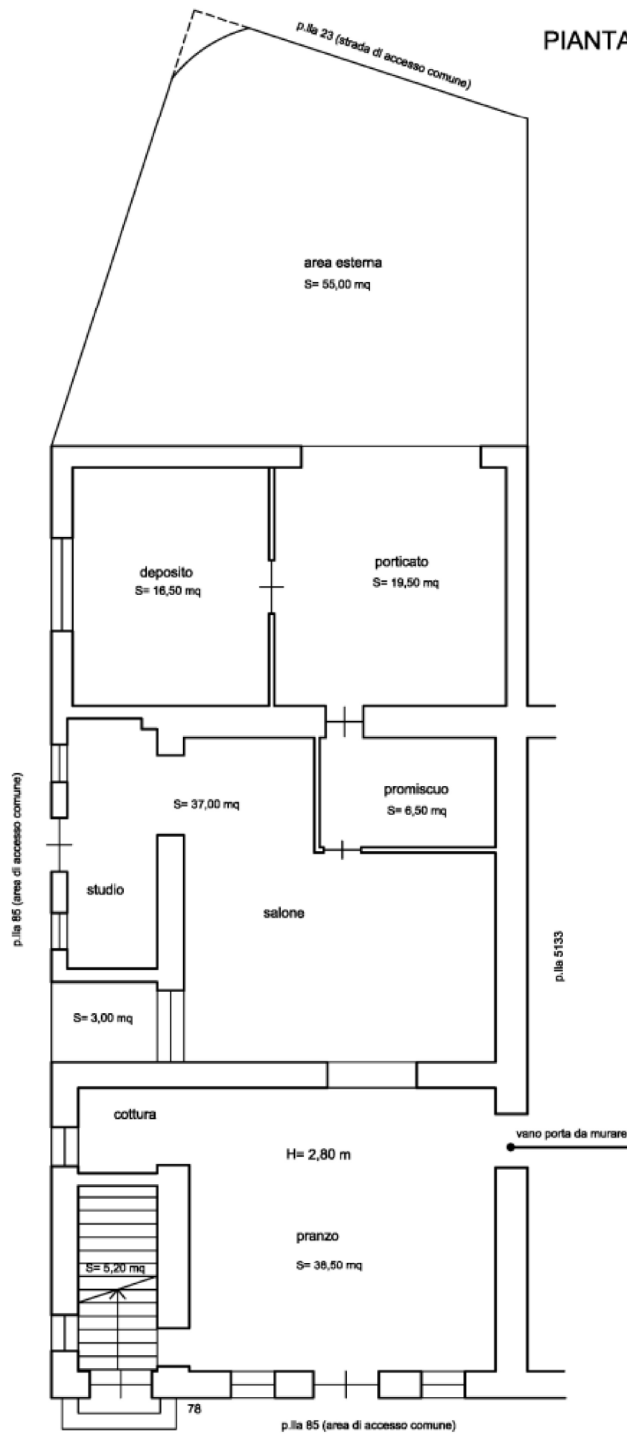 PIANTA
p.lla 23 (strada di accesso comune)
area esterna
S= 55,00 mq
deposito
S= 16,50 mq
porticato
S= 19,50 mq
promiscuo
S= 6,50 mq
S= 37,00 mq
p.lla 85 (area di accesso comune)
studio
salone
p.lla 5133
S= 3,00 mq
cottura
vano porta da murare
H= 2,80 m
pranzo
S= 38,50 mq
S= 5,20 mq
78
p.lla 85 (area di accesso comune)